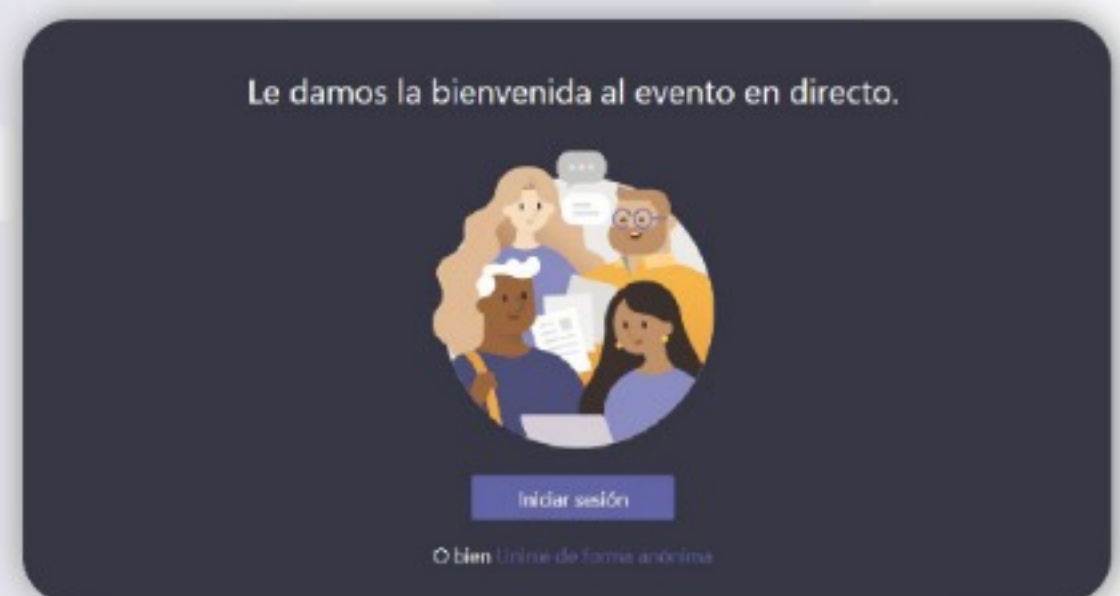 Le damos la bienvenida al evento en directo.
Iniciar sesión
O bien Unirse de forma anónima